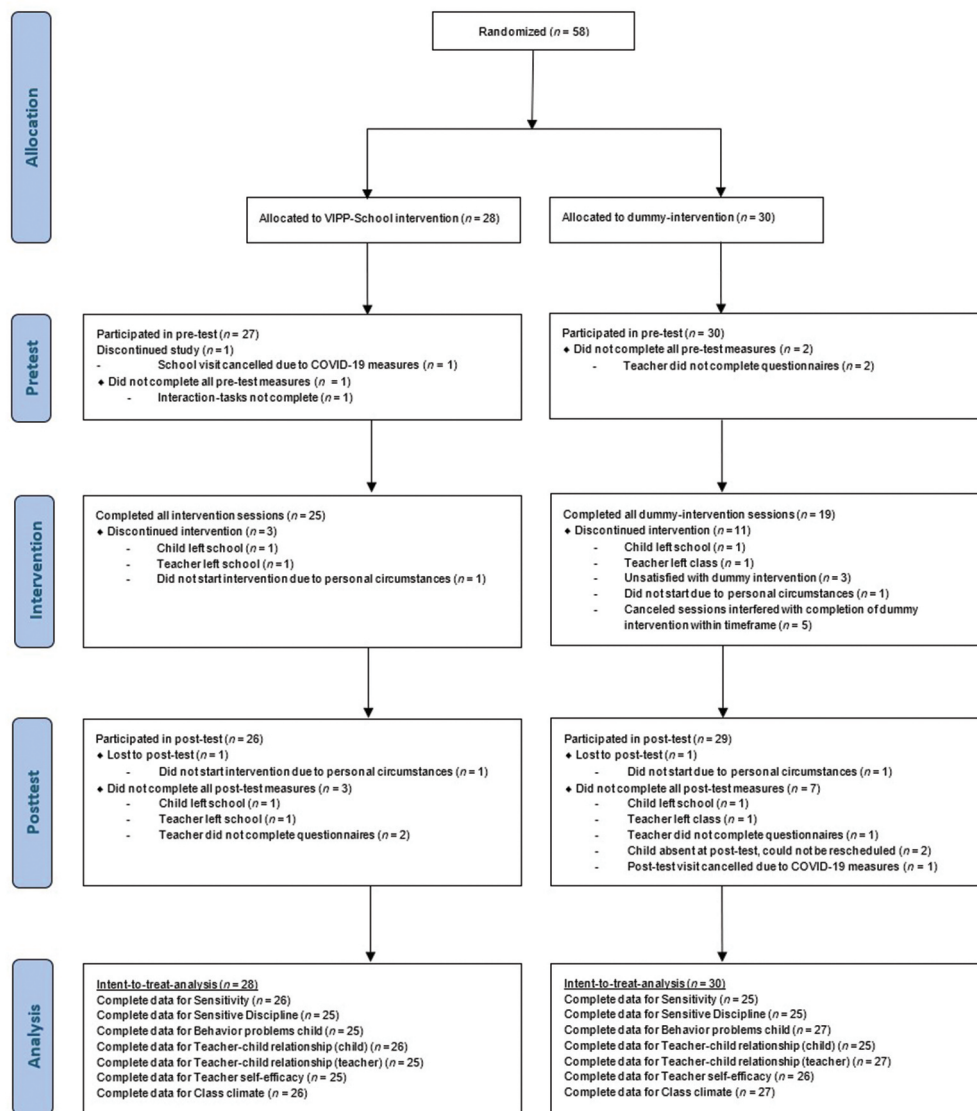 Allocation
Randomized (n = 58)
Allocated to VIPP-School intervention (n = 28)
Allocated to dummy-intervention (n = 30)
Pretest
Participated in pre-test (n = 27)
Discontinued study (n = 1)
- School visit cancelled due to COVID-19 measures (n = 1)
♦ Did not complete all pre-test measures (n = 1)
- Interaction-tasks not complete (n = 1)
Participated in pre-test (n = 30)
♦ Did not complete all pre-test measures (n = 2)
- Teacher did not complete questionnaires (n = 2)
Intervention
Completed all intervention sessions (n = 25)
♦ Discontinued intervention (n = 3)
- Child left school (n = 1)
- Teacher left school (n = 1)
- Did not start intervention due to personal circumstances (n = 1)
Completed all dummy-intervention sessions (n = 19)
♦ Discontinued intervention (n = 11)
- Child left school (n = 1)
- Teacher left class (n = 1)
- Unsatisfied with dummy intervention (n = 3)
- Did not start due to personal circumstances (n = 1)
- Canceled sessions interfered with completion of dummy
intervention within timeframe (n = 5)
Posttest
Participated in post-test (n = 26)
♦ Lost to post-test (n = 1)
- Did not start intervention due to personal circumstances (n = 1)
♦ Did not complete all post-test measures (n = 3)
- Child left school (n = 1)
- Teacher left school (n = 1)
- Teacher did not complete questionnaires (n = 2)
Participated in post-test (n = 29)
♦ Lost to post-test (n = 1)
- Did not start due to personal circumstances (n = 1)
♦ Did not complete all post-test measures (n = 7)
- Child left school (n = 1)
- Teacher left class (n = 1)
- Teacher did not complete questionnaires (n = 1)
- Child absent at post-test, could not be rescheduled (n = 2)
- Post-test visit cancelled due to COVID-19 measures (n = 1)
Analysis
Intent-to-treat-analysis (n = 28)
Complete data for Sensitivity (n = 26)
Complete data for Sensitive Discipline (n = 25)
Complete data for Behavior problems child (n = 25)
Complete data for Teacher-child relationship (child) (n = 26)
Complete data for Teacher-child relationship (teacher) (n = 25)
Complete data for Teacher self-efficacy (n = 25)
Complete data for Class climate (n = 26)
Intent-to-treat-analysis (n = 30)
Complete data for Sensitivity (n = 25)
Complete data for Sensitive Discipline (n = 25)
Complete data for Behavior problems child (n = 27)
Complete data for Teacher-child relationship (child) (n = 25)
Complete data for Teacher-child relationship (teacher) (n = 27)
Complete data for Teacher self-efficacy (n = 26)
Complete data for Class climate (n = 27)